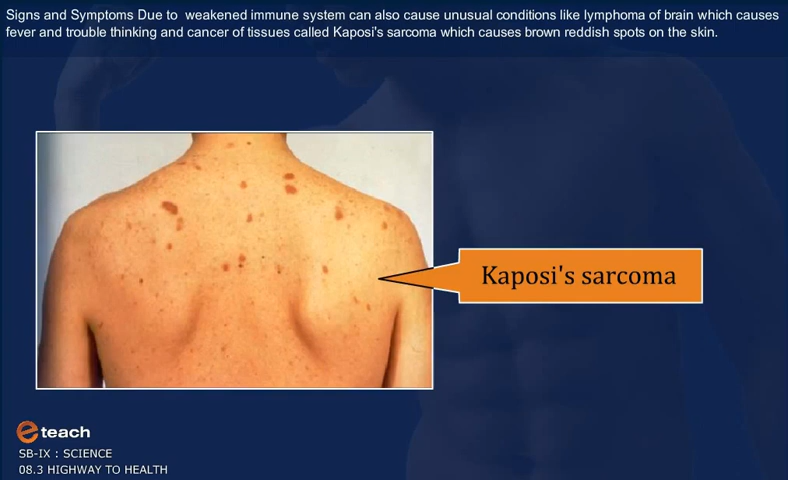 Signs and Symptoms Due to  weakened immune system can also cause unusual conditions like lymphoma of brain which causes
fever and trouble thinking and cancer of tissues called Kaposi's sarcoma which causes brown reddish spots on the skin.
Kaposi's sarcoma
e teach
SB-IX : SCIENCE
08.3 HIGHWAY TO HEALTH